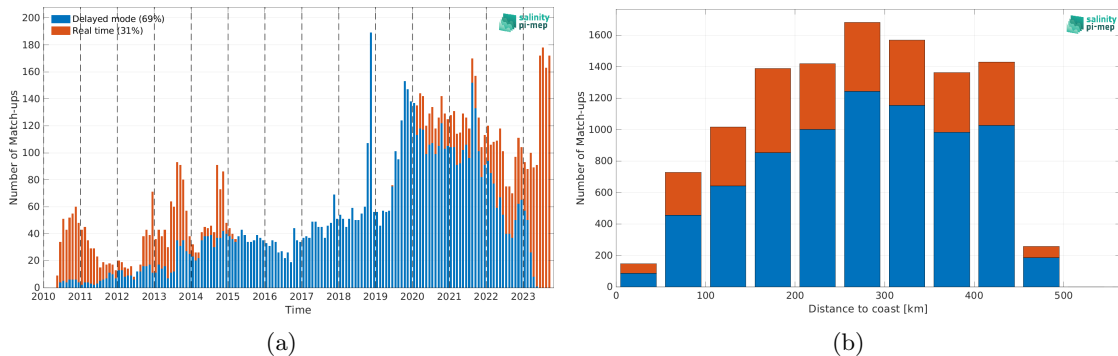 200
180
160
140
120
100
80
60
40
20
0
Number of Match-ups
Delayed mode (69%)
Real time (31%)
salinity
pi-mep
2010 2011 2012 2013 2014 2015 2016 2017 2018 2019 2020 2021 2022 2023
Time
(a)
1600
1400
1200
1000
800
600
400
200
0
Number of Match-ups
salinity
pi-mep
0 100 200 300 400 500
Distance to coast [km]
(b)